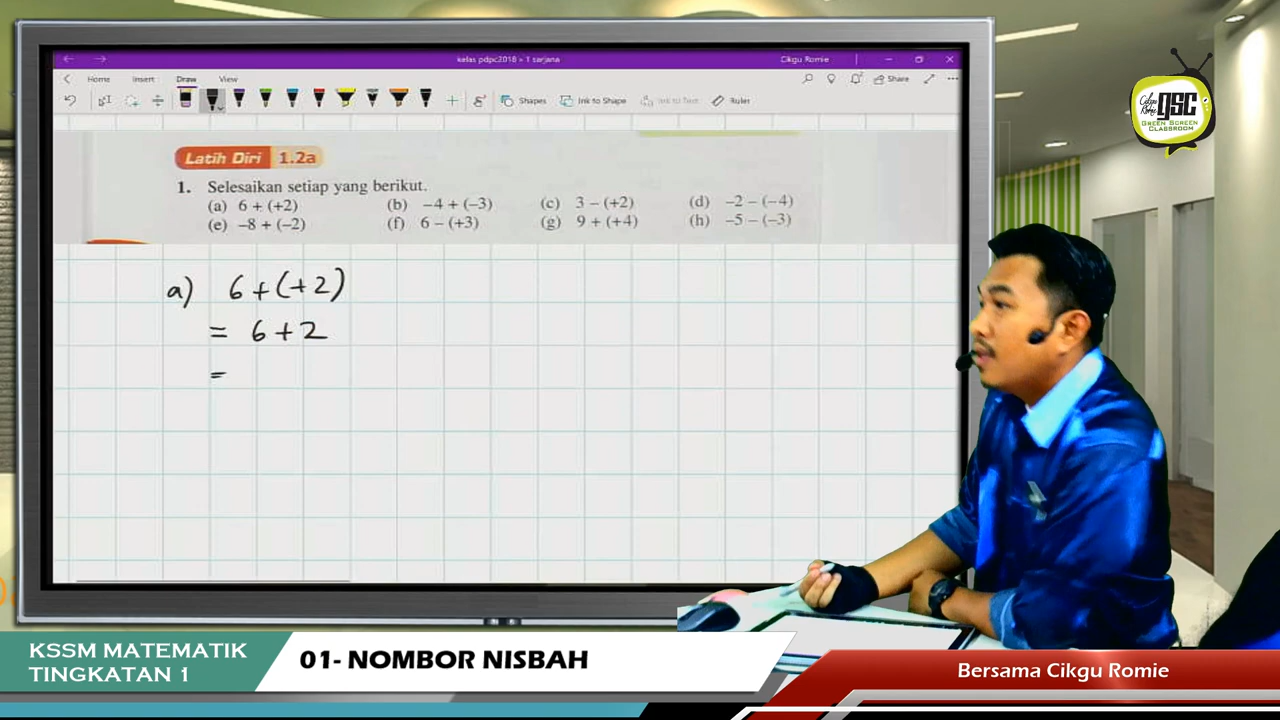 kelas pdpc2018 » 1 sarjana
Cikgu Romie
Home Insert Draw View
Share
Shapes Ink to Shape Ink to Text Ruler
Cikgu Romie gsc
GREEN SCREEN
CLASSROOM
Latih Diri 1.2a
1. Selesaikan setiap yang berikut.
(a) 6 + (+2) (b) −4 + (−3) (c) 3 − (+2) (d) −2 − (−4)
(e) −8 + (−2) (f) 6 − (+3) (g) 9 + (+4) (h) −5 − (−3)
a) 6 + (+2)
= 6 + 2
=
KSSM MATEMATIK
TINGKATAN 1
01- NOMBOR NISBAH
Bersama Cikgu Romie